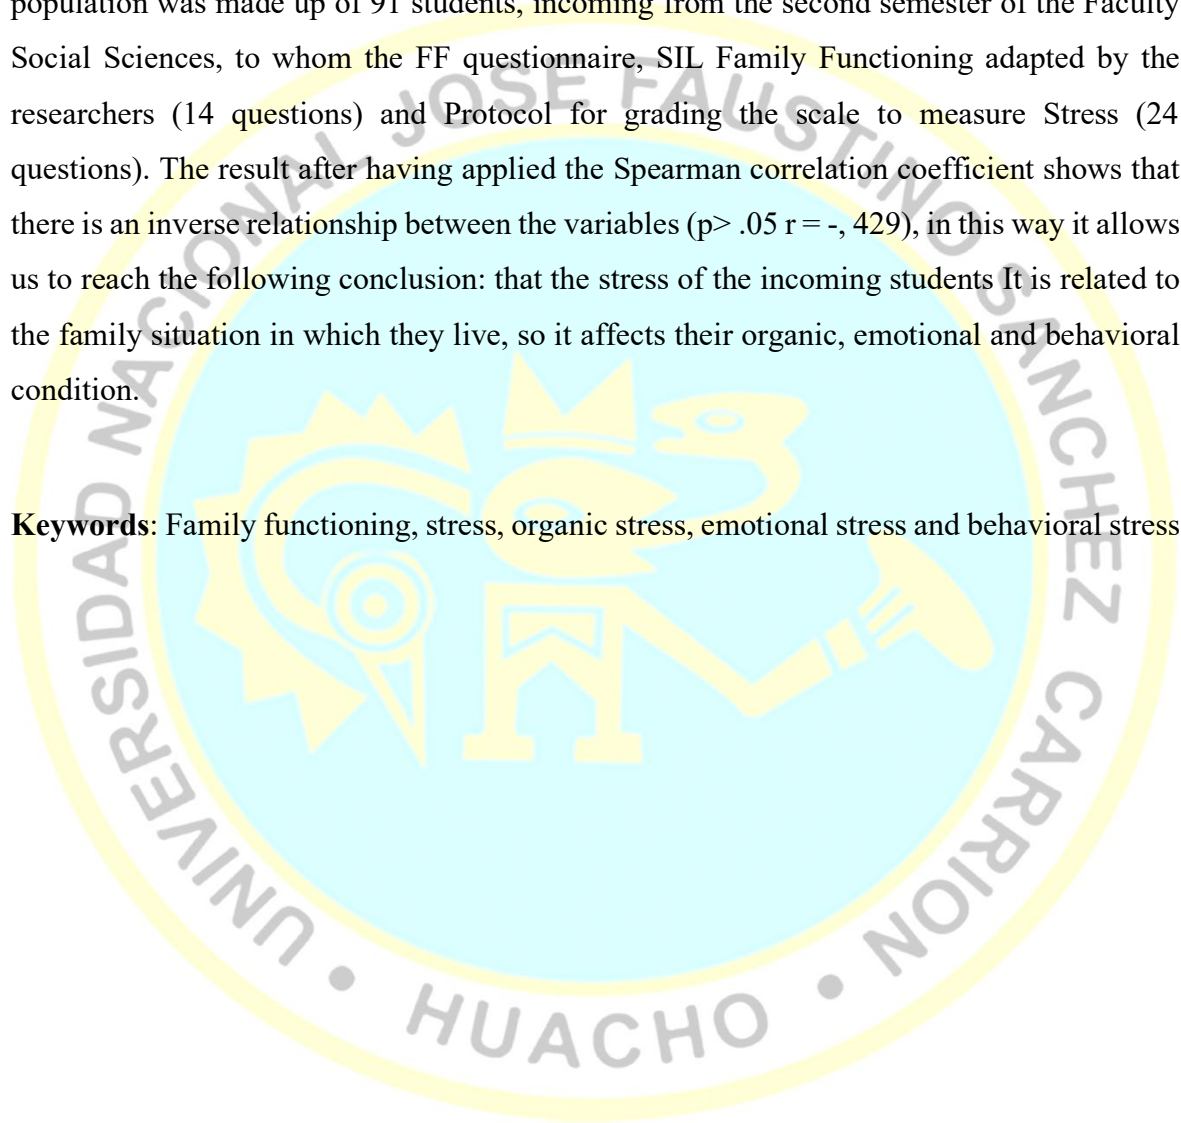 population was made up of 91 students, incoming from the second semester of the Faculty
Social Sciences, to whom the FF questionnaire, SIL Family Functioning adapted by the
researchers (14 questions) and Protocol for grading the scale to measure Stress (24
questions). The result after having applied the Spearman correlation coefficient shows that
there is an inverse relationship between the variables (p> .05 r = -, 429), in this way it allows
us to reach the following conclusion: that the stress of the incoming students It is related to
the family situation in which they live, so it affects their organic, emotional and behavioral
condition.
Keywords: Family functioning, stress, organic stress, emotional stress and behavioral stress
UNIVERSIDAD NACIONAL JOSE FAUSTINO SANCHEZ CARRION
• HUACHO •